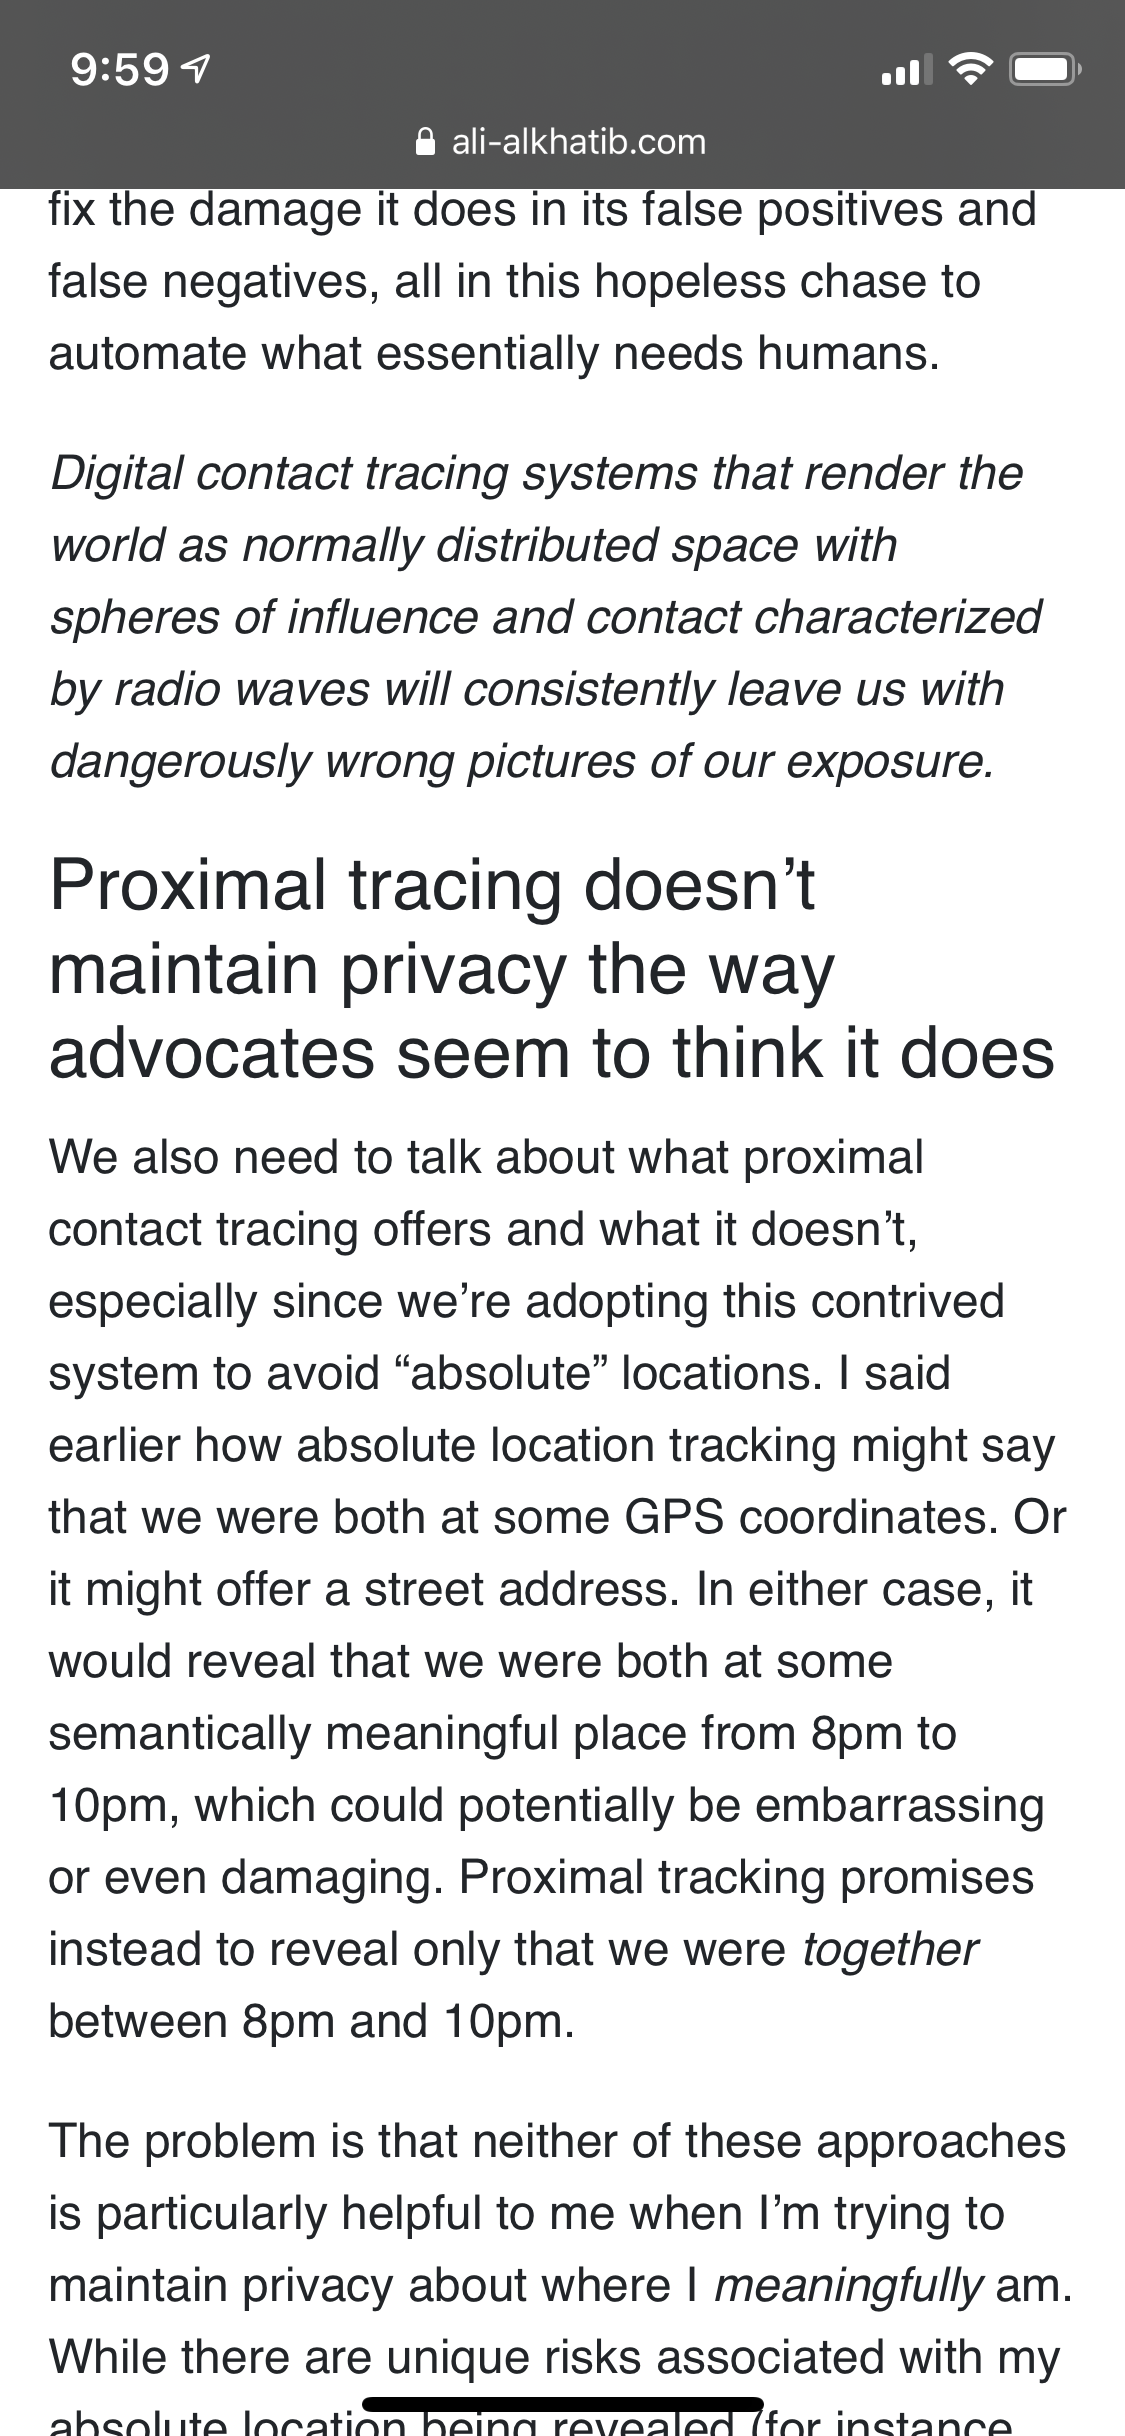 9:59
ali-alkhatib.com
fix the damage it does in its false positives and
false negatives, all in this hopeless chase to
automate what essentially needs humans.
Digital contact tracing systems that render the
world as normally distributed space with
spheres of influence and contact characterized
by radio waves will consistently leave us with
dangerously wrong pictures of our exposure.
Proximal tracing doesn’t
maintain privacy the way
advocates seem to think it does
We also need to talk about what proximal
contact tracing offers and what it doesn’t,
especially since we’re adopting this contrived
system to avoid “absolute” locations. I said
earlier how absolute location tracking might say
that we were both at some GPS coordinates. Or
it might offer a street address. In either case, it
would reveal that we were both at some
semantically meaningful place from 8pm to
10pm, which could potentially be embarrassing
or even damaging. Proximal tracking promises
instead to reveal only that we were together
between 8pm and 10pm.
The problem is that neither of these approaches
is particularly helpful to me when I’m trying to
maintain privacy about where I meaningfully am.
While there are unique risks associated with my
absolute location being revealed (for instance